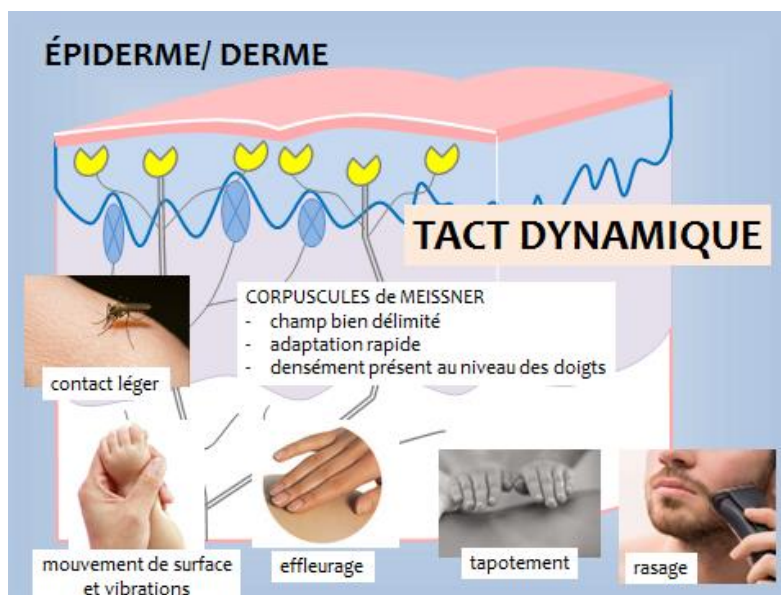 ÉPIDERME/ DERME
TACT DYNAMIQUE
CORPUSCULES de MEISSNER
- champ bien délimité
- adaptation rapide
- densément présent au niveau des doigts
contact léger
mouvement de surface
et vibrations
effleurage
tapotement
rasage